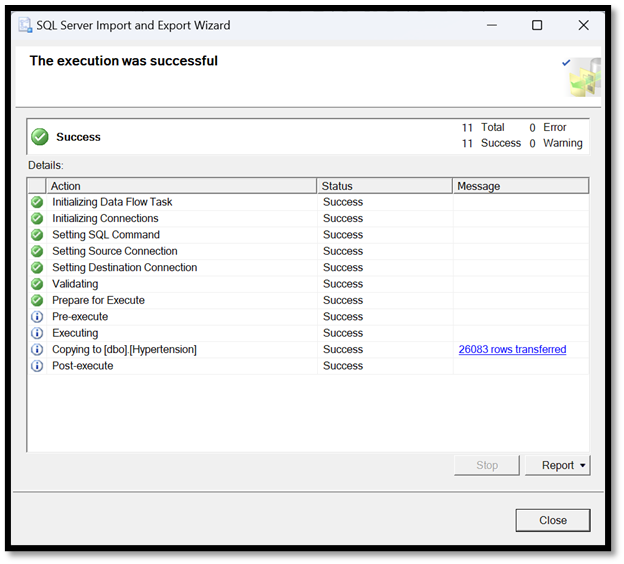 SQL Server Import and Export Wizard
The execution was successful
Success
11 Total 0 Error
11 Success 0 Warning
Details:
Action Status Message
Initializing Data Flow Task Success
Initializing Connections Success
Setting SQL Command Success
Setting Source Connection Success
Setting Destination Connection Success
Validating Success
Prepare for Execute Success
Pre-execute Success
Executing Success
Copying to [dbo].[Hypertension] Success 26083 rows transferred
Post-execute Success
Stop Report
Close